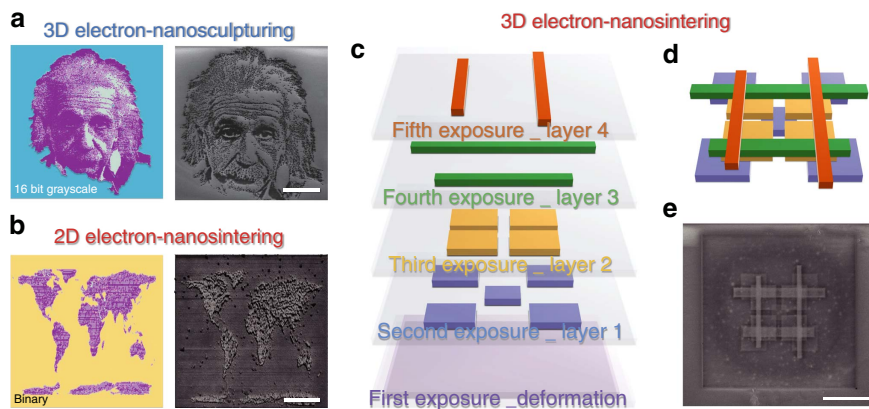 a
3D electron-nanosculpturing
16 bit grayscale
b
2D electron-nanosintering
Binary
3D electron-nanosintering
c
Fifth exposure _ layer 4
Fourth exposure _ layer 3
Third exposure _ layer 2
Second exposure _ layer 1
First exposure _deformation
d
e